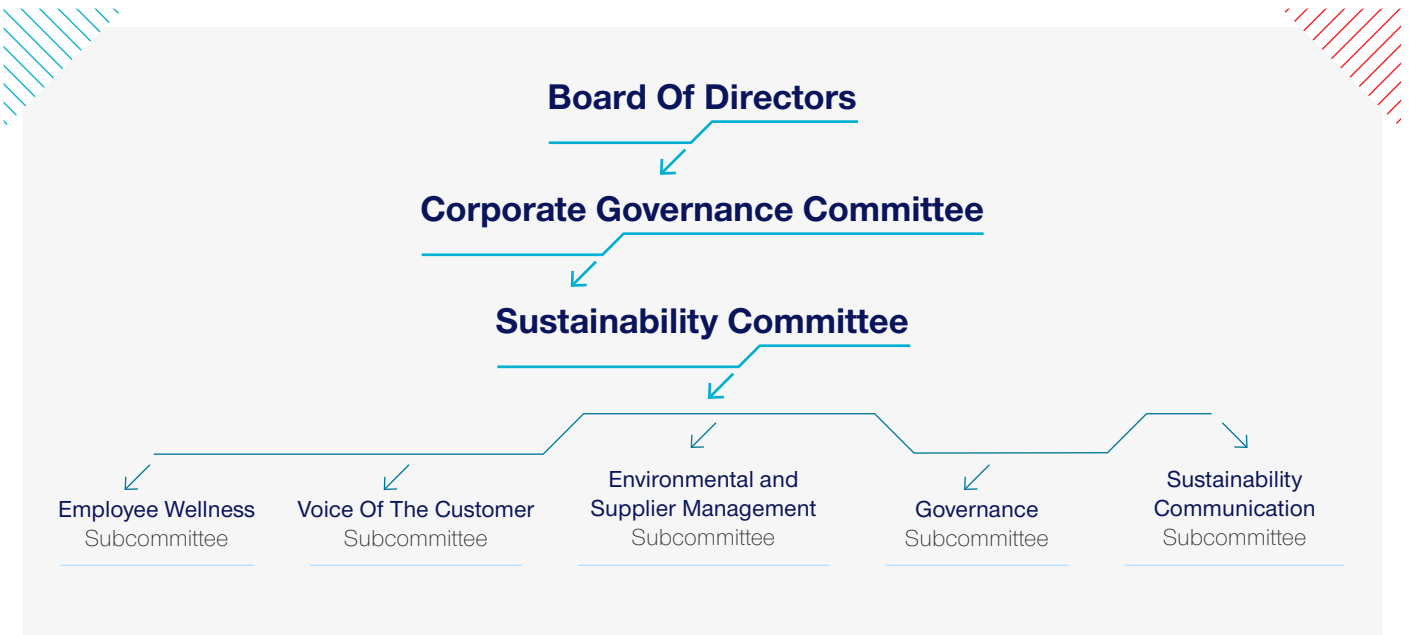 Board Of Directors
Corporate Governance Committee
Sustainability Committee
Employee Wellness
Subcommittee
Voice Of The Customer
Subcommittee
Environmental and
Supplier Management
Subcommittee
Governance
Subcommittee
Sustainability
Communication
Subcommittee